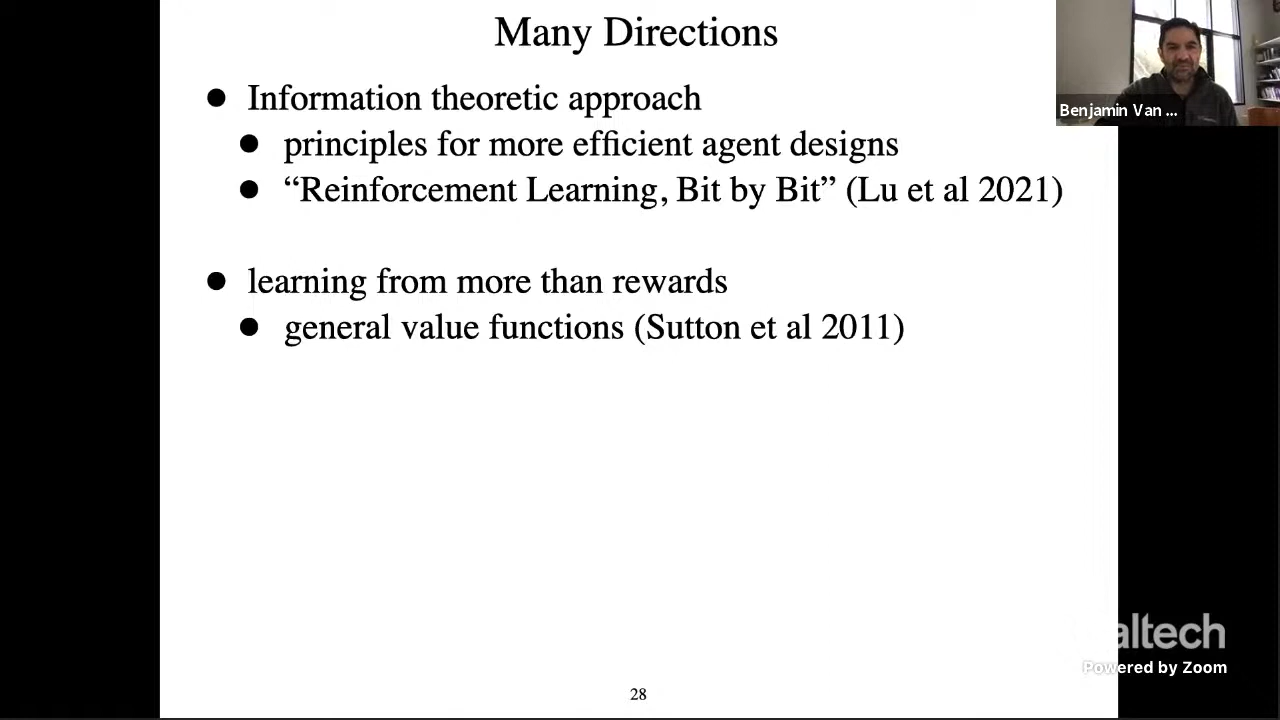 Many Directions
Benjamin Van ...
● Information theoretic approach
● principles for more efficient agent designs
● “Reinforcement Learning, Bit by Bit” (Lu et al 2021)
● learning from more than rewards
● general value functions (Sutton et al 2011)
altech
Powered by Zoom
28